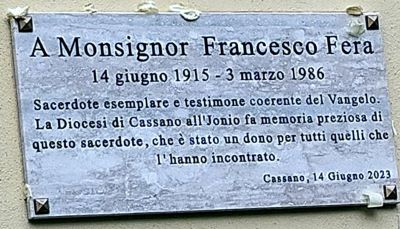 A Monsignor Francesco Fera
14 giugno 1915 - 3 marzo 1986
Sacerdote esemplare e testimone coerente del Vangelo.
La Diocesi di Cassano all'Jonio fa memoria preziosa di
questo sacerdote, che è stato un dono per tutti quelli che
l'hanno incontrato.
Cassano, 14 Giugno 2023